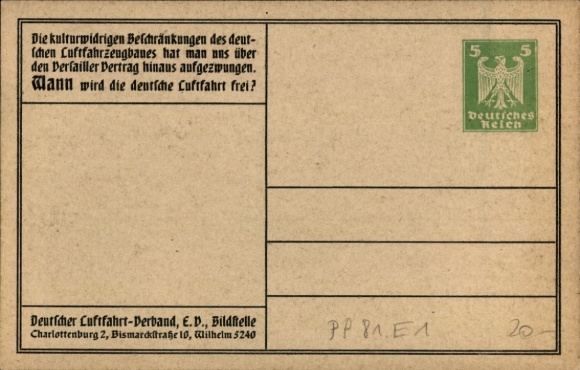 Die kulturwidrigen Beschränkungen des deut-
schen Luftfahrzeugbaues hat man uns über
den Versailler Vertrag hinaus aufgezwungen.
Wann wird die deutsche Luftfahrt frei?
5 5
Deutsches
Reich
Deutscher Luftfahrt-Verband, E.V., Bildstelle
Charlottenburg 2, Bismarckstraße 10, Wilhelm 5240
PP 81.E1
20-